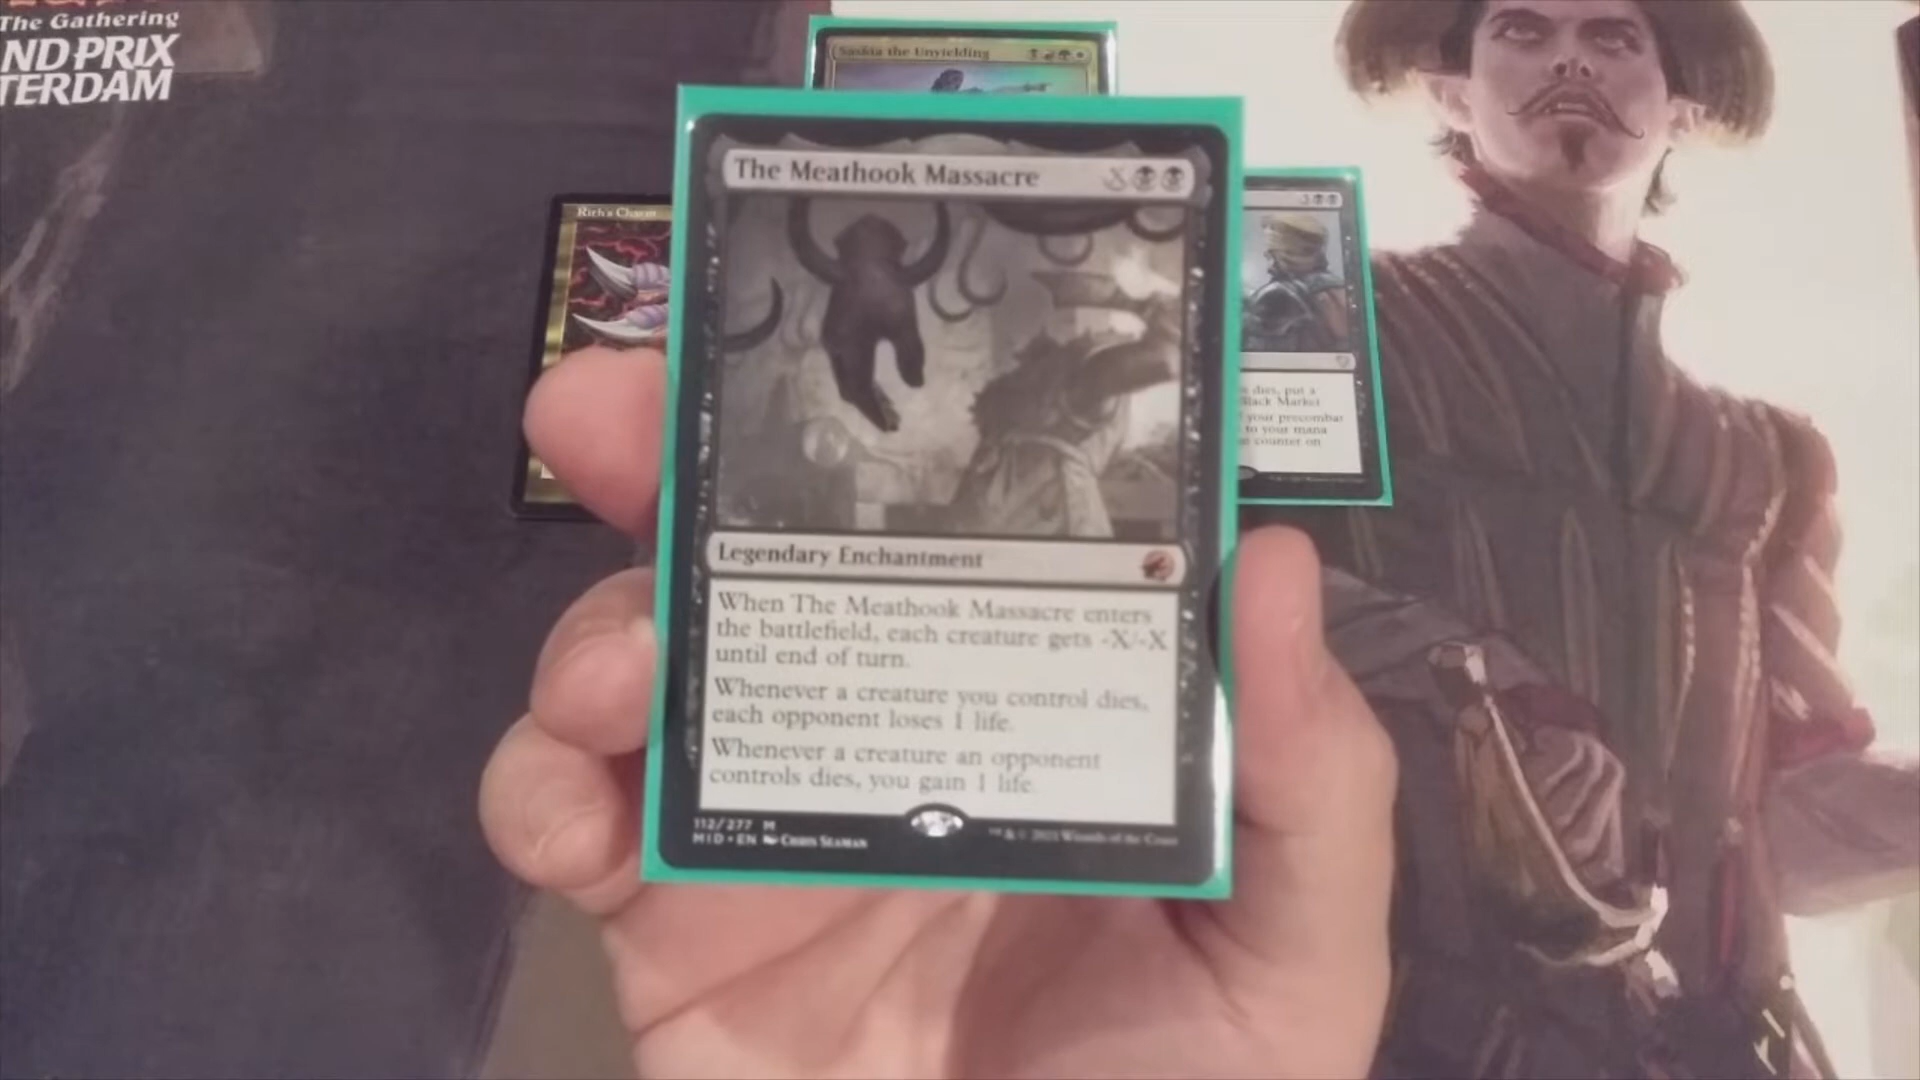 The Gathering
ND PRIX
TERDAM
Saskia the Unyielding
Rith's Charm
The Meathook Massacre X
Legendary Enchantment
When The Meathook Massacre enters
the battlefield, each creature gets -X/-X
until end of turn.
Whenever a creature you control dies,
each opponent loses 1 life.
Whenever a creature an opponent
controls dies, you gain 1 life.
112/277 M
MID • EN Chris Seaman
™ & © 2021 Wizards of the Coast
dies, put a
Black Market
your precombat
to your mana
counter on